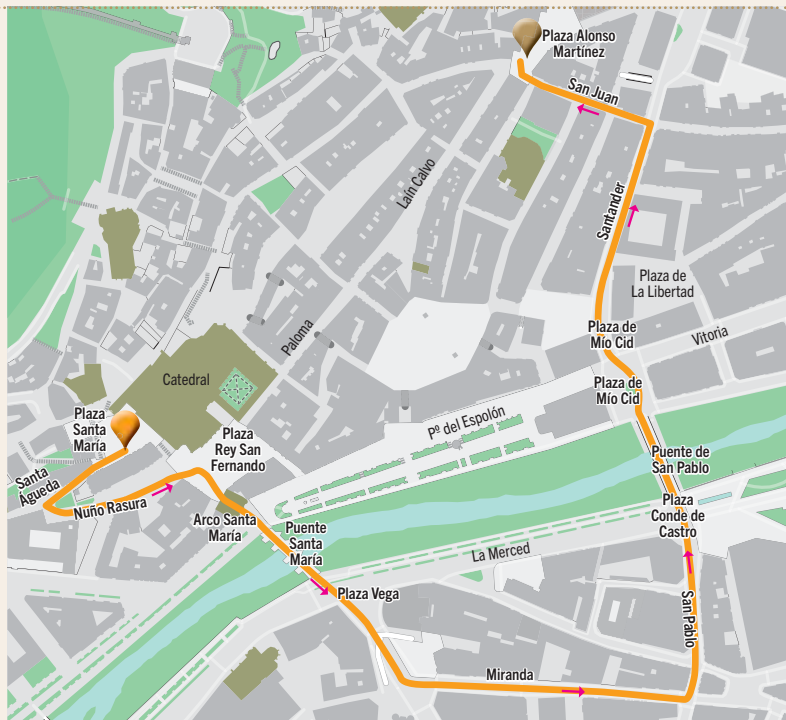 Plaza Alonso
Martínez
San Juan
Laín Calvo
Santander
Plaza de
La Libertad
Plaza de
Mío Cid
Vitoria
Paloma
Catedral
Plaza de
Mío Cid
Plaza
Santa
María
Pº del Espolón
Plaza
Rey San
Fernando
Puente de
San Pablo
Santa
Águeda
Nuño Rasura
Plaza
Conde de
Castro
Arco Santa
María
Puente
Santa
María
La Merced
Plaza Vega
San Pablo
Miranda